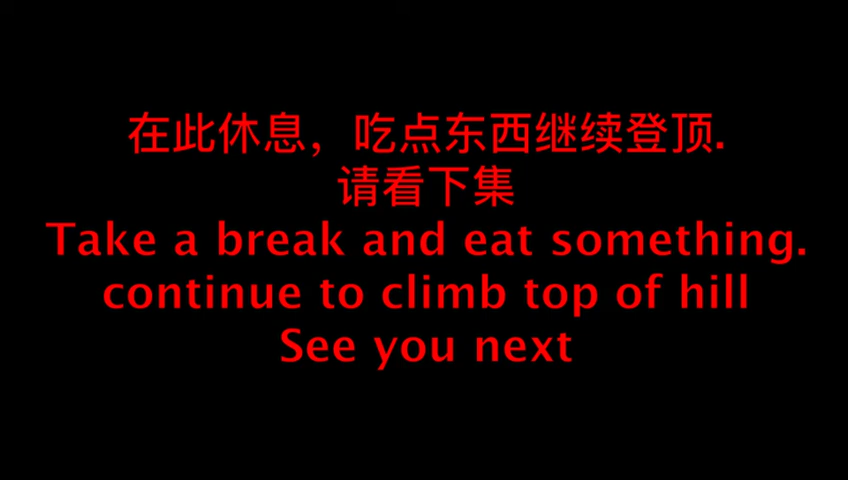 在此休息，吃点东西继续登顶.
请看下集
Take a break and eat something.
continue to climb top of hill
See you next